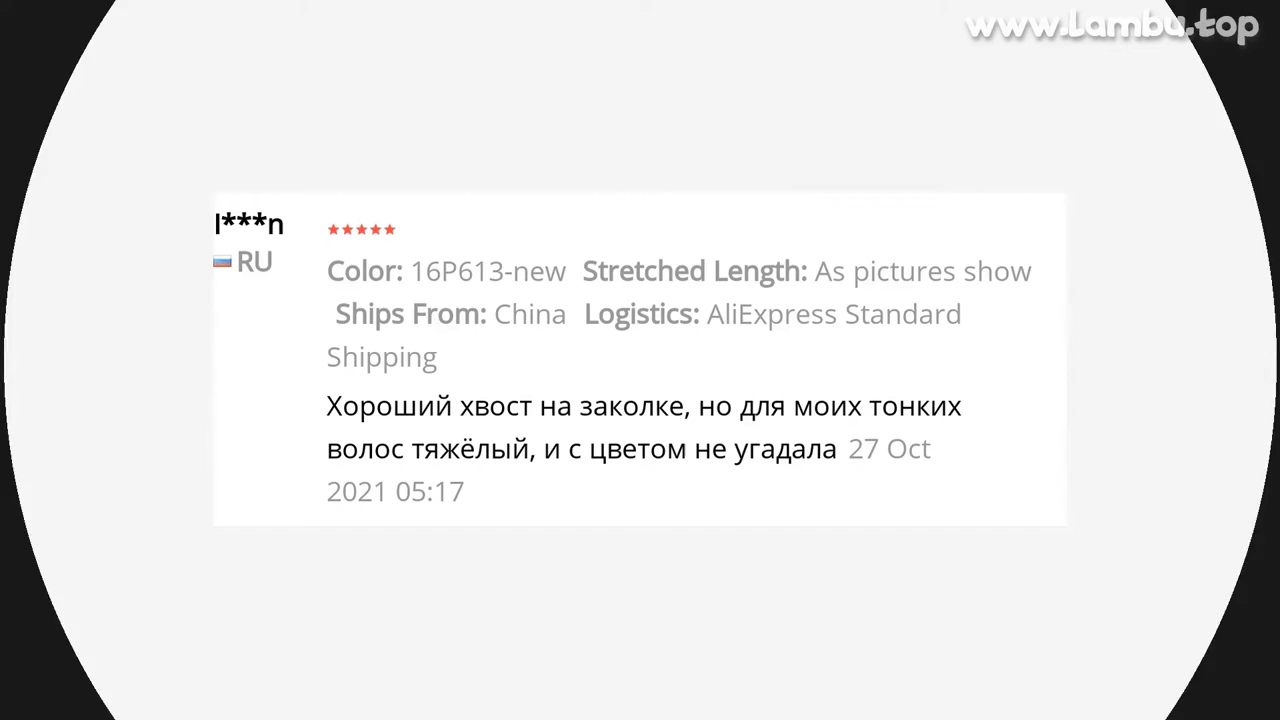 www.Lambu.top
l***n
RU
Color: 16P613-new Stretched Length: As pictures show
Ships From: China Logistics: AliExpress Standard
Shipping
Хороший хвост на заколке, но для моих тонких
волос тяжёлый, и с цветом не угадала 27 Oct
2021 05:17